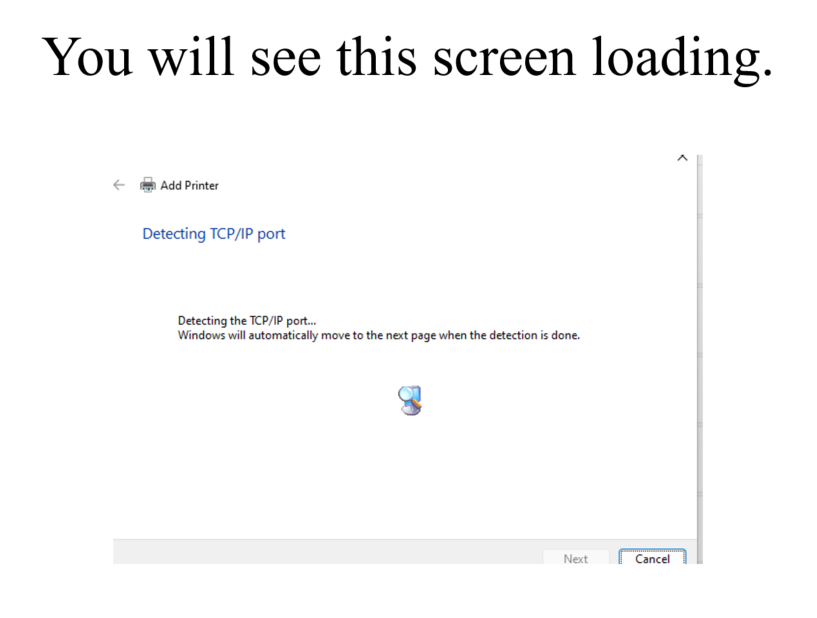 You will see this screen loading.
Add Printer
Detecting TCP/IP port
Detecting the TCP/IP port...
Windows will automatically move to the next page when the detection is done.
Next
Cancel